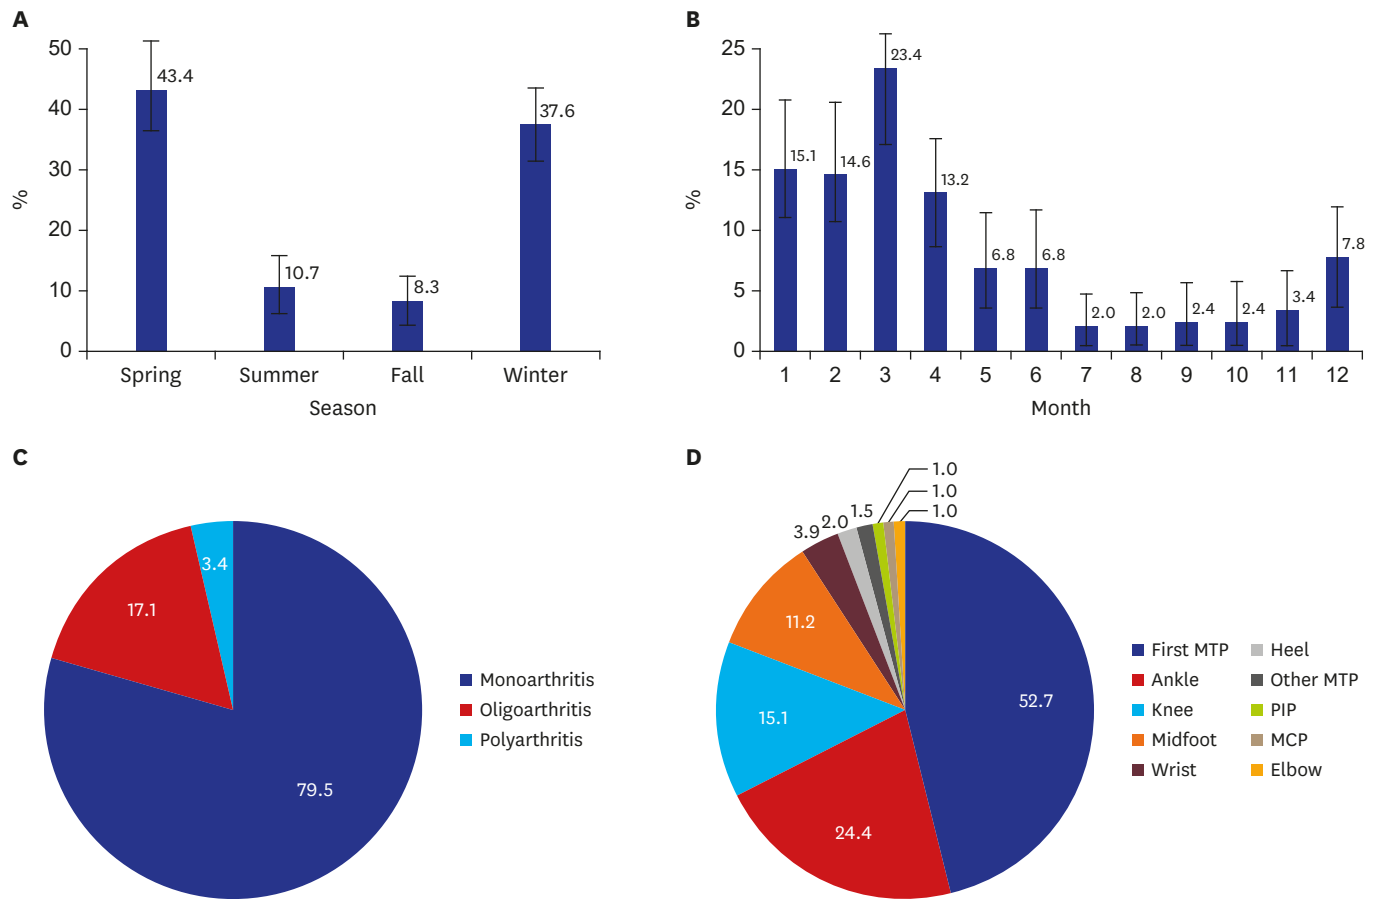 A
%
50
40
30
20
10
0
43.4
10.7
8.3
37.6
Spring Summer Fall Winter
Season
B
%
25
20
15
10
5
0
15.1
14.6
23.4
13.2
6.8
6.8
2.0
2.0
2.4
2.4
3.4
7.8
1 2 3 4 5 6 7 8 9 10 11 12
Month
C
3.4
17.1
79.5
Monoarthritis
Oligoarthritis
Polyarthritis
D
1.0
1.0
1.0
1.5
2.0
3.9
11.2
15.1
24.4
52.7
First MTP
Ankle
Knee
Midfoot
Wrist
Heel
Other MTP
PIP
MCP
Elbow